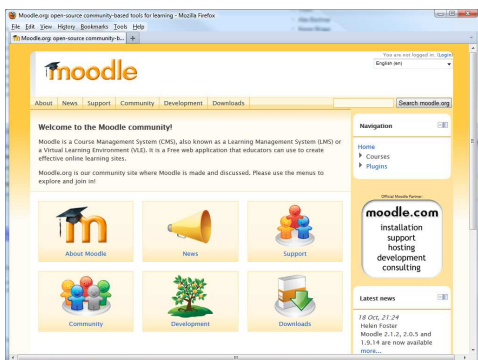 Moodle.org: open-source community-based tools for learning - Mozilla Firefox
File Edit View History Bookmarks Tools Help
Moodle.org: open-source community-b...
You are not logged in. (Login)
English (en)
moodle
About News Support Community Development Downloads
Search moodle.org
Welcome to the Moodle community!
Moodle is a Course Management System (CMS), also known as a Learning Management System (LMS) or
a Virtual Learning Environment (VLE). It is a Free web application that educators can use to create
effective online learning sites.
Moodle.org is our community site where Moodle is made and discussed. Please use the menus to
explore and join in!
About Moodle
News
Support
Community
Development
Downloads
Navigation
Home
Courses
Plugins
Official Moodle Partner
moodle.com
installation
support
hosting
development
consulting
Latest news
18 Oct, 21:24
Helen Foster
Moodle 2.1.2, 2.0.5 and
1.9.14 are now available
more...